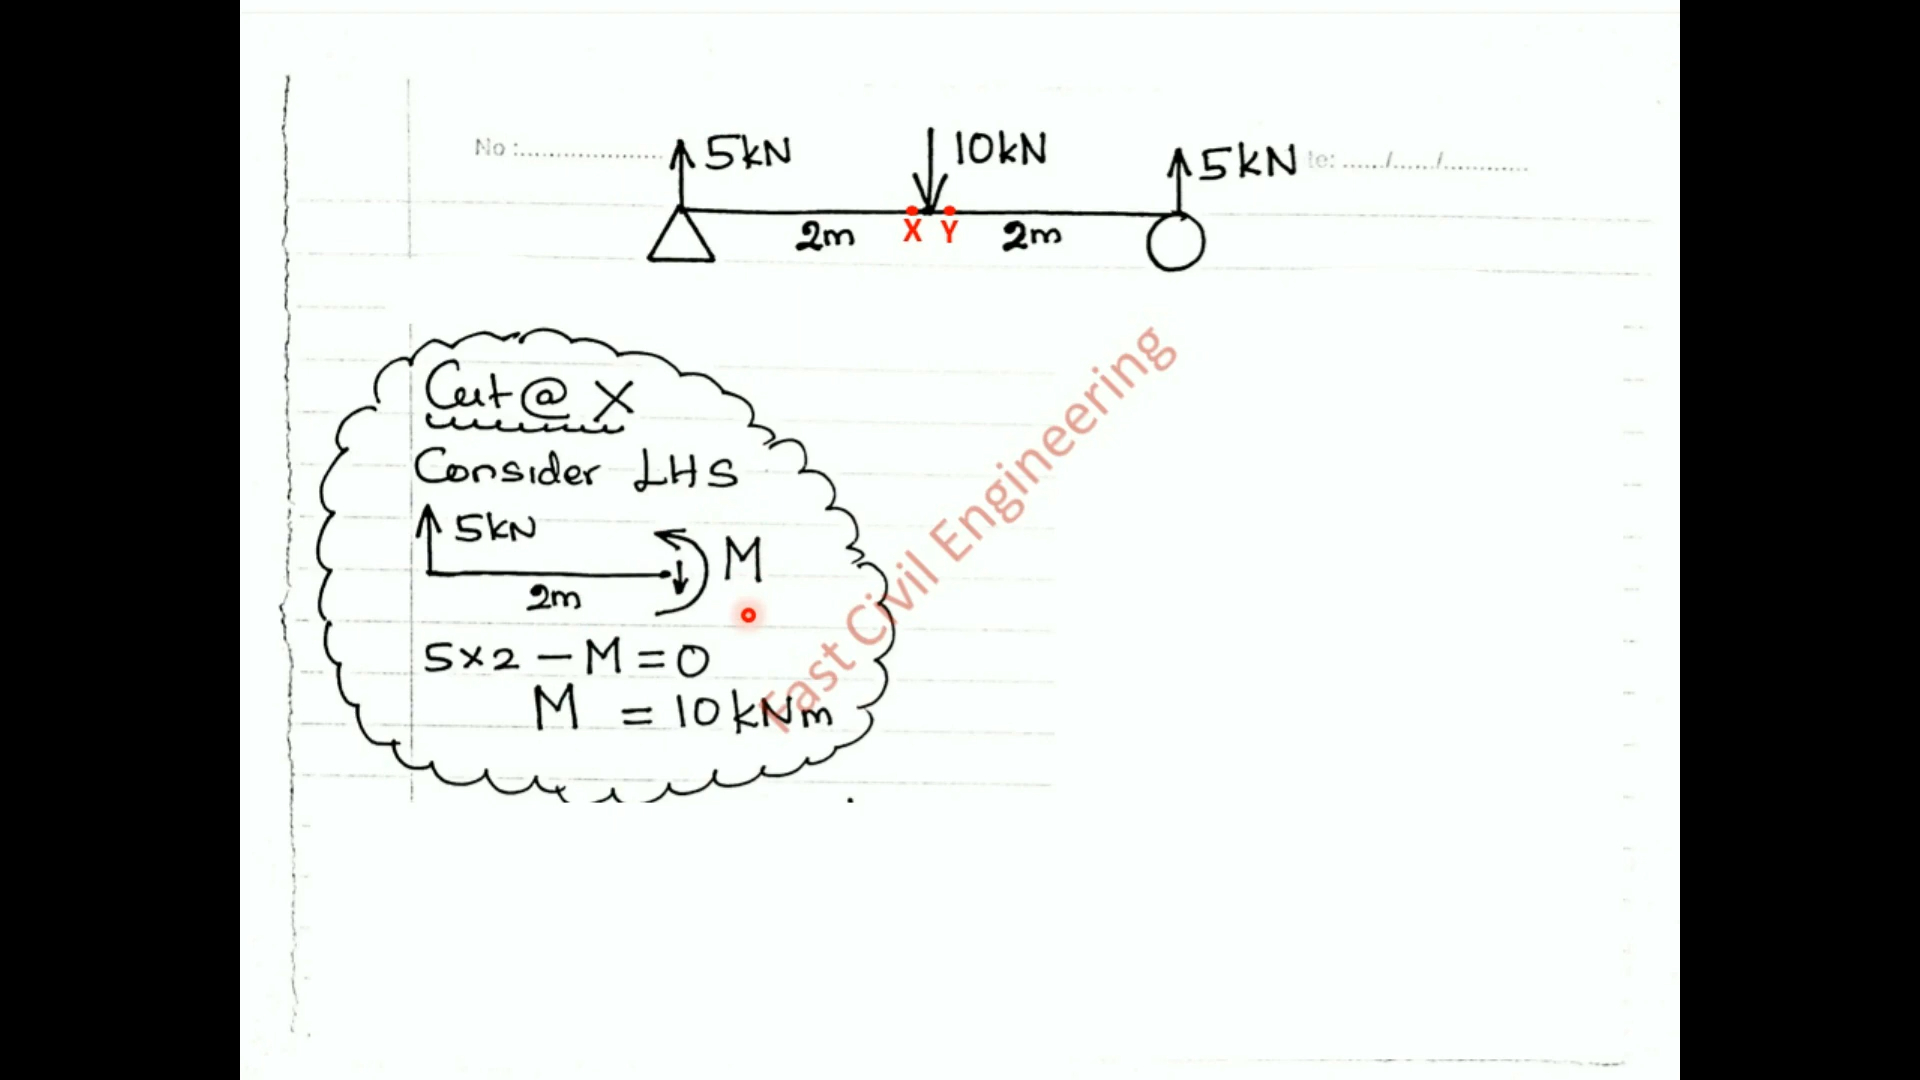 No :.....................
5kN
10kN
5kN
te: ....../....../...............
2m
X
Y
2m
Cut @ X
Consider LHS
5kN
M
2m
5×2 – M = 0
M = 10 kNm
Fast Civil Engineering